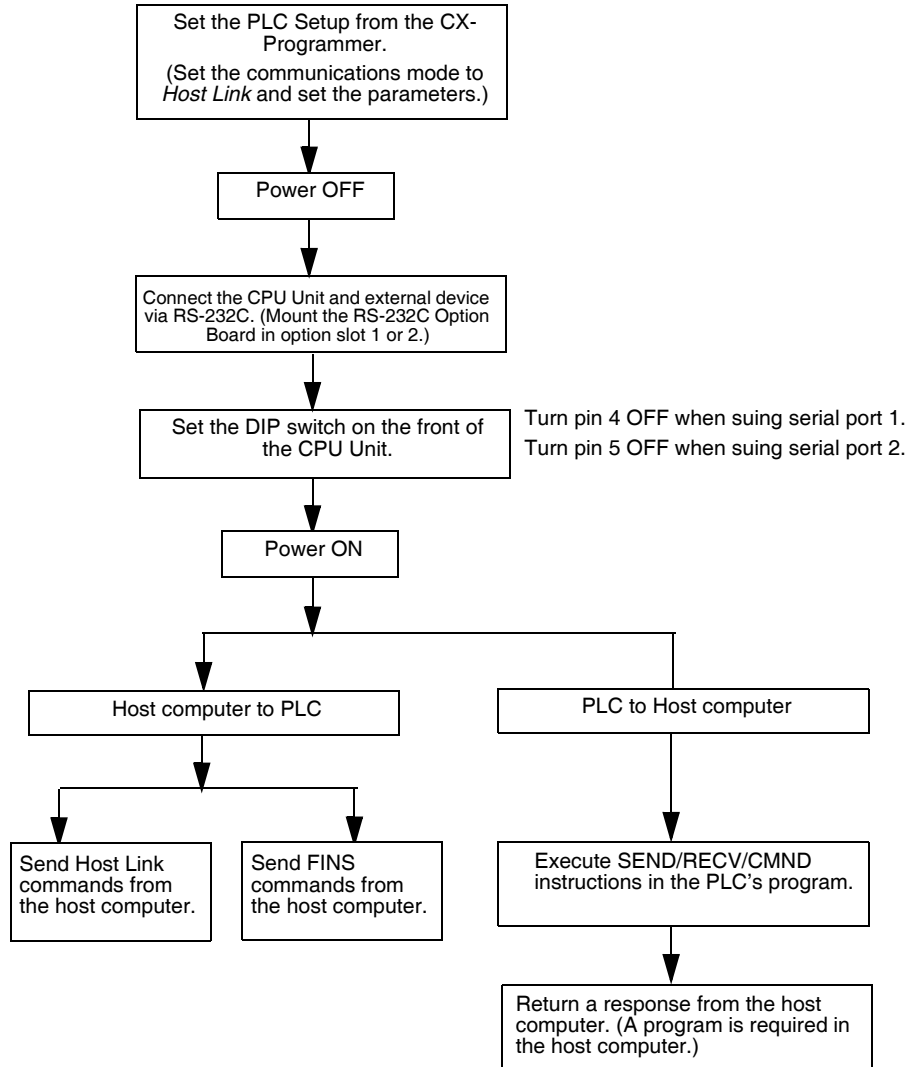 Set the PLC Setup from the CX-
Programmer.
(Set the communications mode to
Host Link and set the parameters.)
Power OFF
Connect the CPU Unit and external device
via RS-232C. (Mount the RS-232C Option
Board in option slot 1 or 2.)
Set the DIP switch on the front of
the CPU Unit.
Turn pin 4 OFF when suing serial port 1.
Turn pin 5 OFF when suing serial port 2.
Power ON
Host computer to PLC
PLC to Host computer
Send Host Link
commands from
the host computer.
Send FINS
commands from
the host computer.
Execute SEND/RECV/CMND
instructions in the PLC's program.
Return a response from the host
computer. (A program is required in
the host computer.)